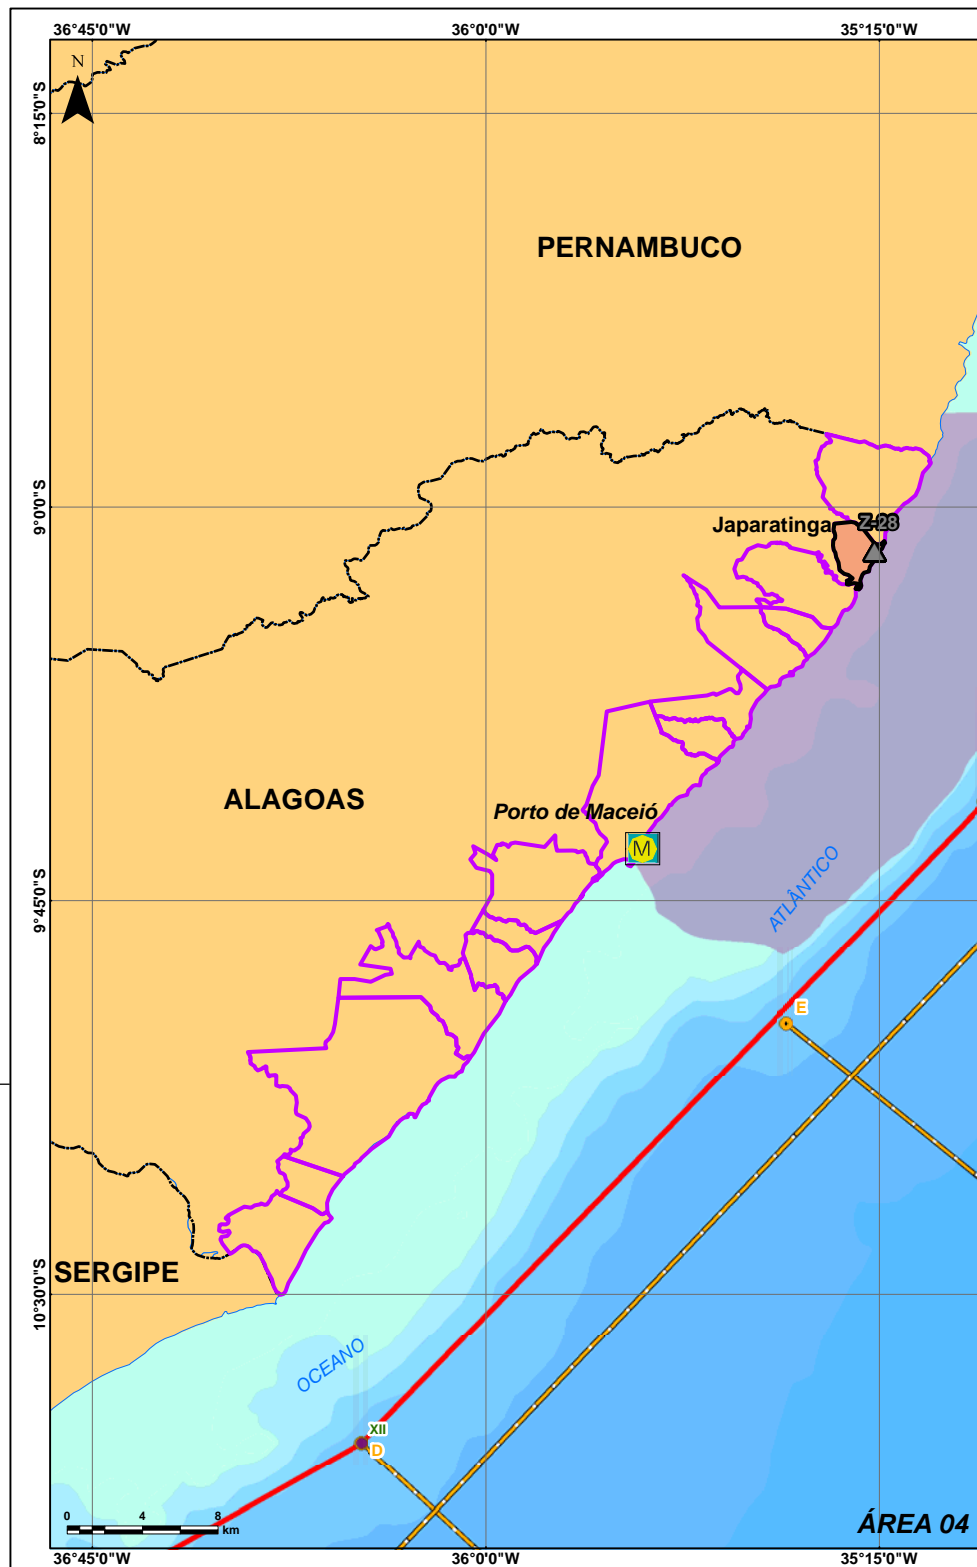 36°45'0"W
36°0'0"W
35°15'0"W
N
8°15'0"S
PERNAMBUCO
9°0'0"S
Z-28
Japaratinga
ALAGOAS
Porto de Maceió
M
ATLÂNTICO
9°45'0"S
E
SERGIPE
10°30'0"S
OCEANO
XII
D
0 4 8
km
ÁREA 04
36°45'0"W
36°0'0"W
35°15'0"W